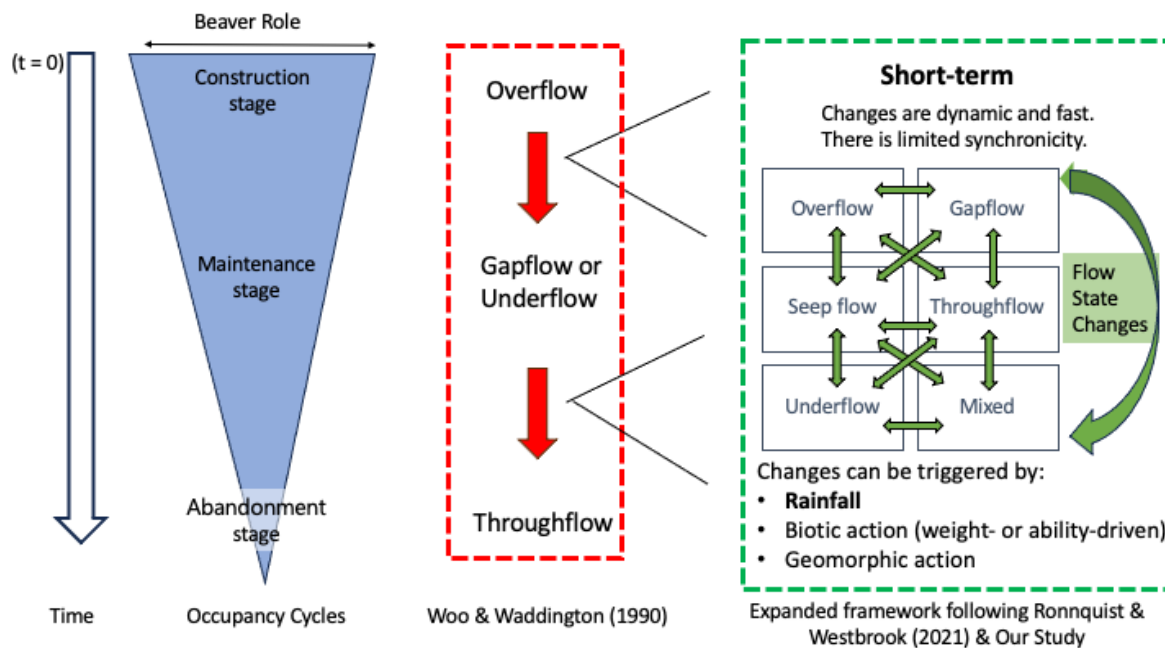 Beaver Role
(t = 0)
Construction
stage
Maintenance
stage
Abandonment
stage
Time
Occupancy Cycles
Overflow
Gapflow or
Underflow
Throughflow
Woo & Waddington (1990)
Short-term
Changes are dynamic and fast.
There is limited synchronicity.
Overflow
Gapflow
Seep flow
Throughflow
Underflow
Mixed
Flow
State
Changes
Changes can be triggered by:
• Rainfall
• Biotic action (weight- or ability-driven)
• Geomorphic action
Expanded framework following Ronnquist &
Westbrook (2021) & Our Study